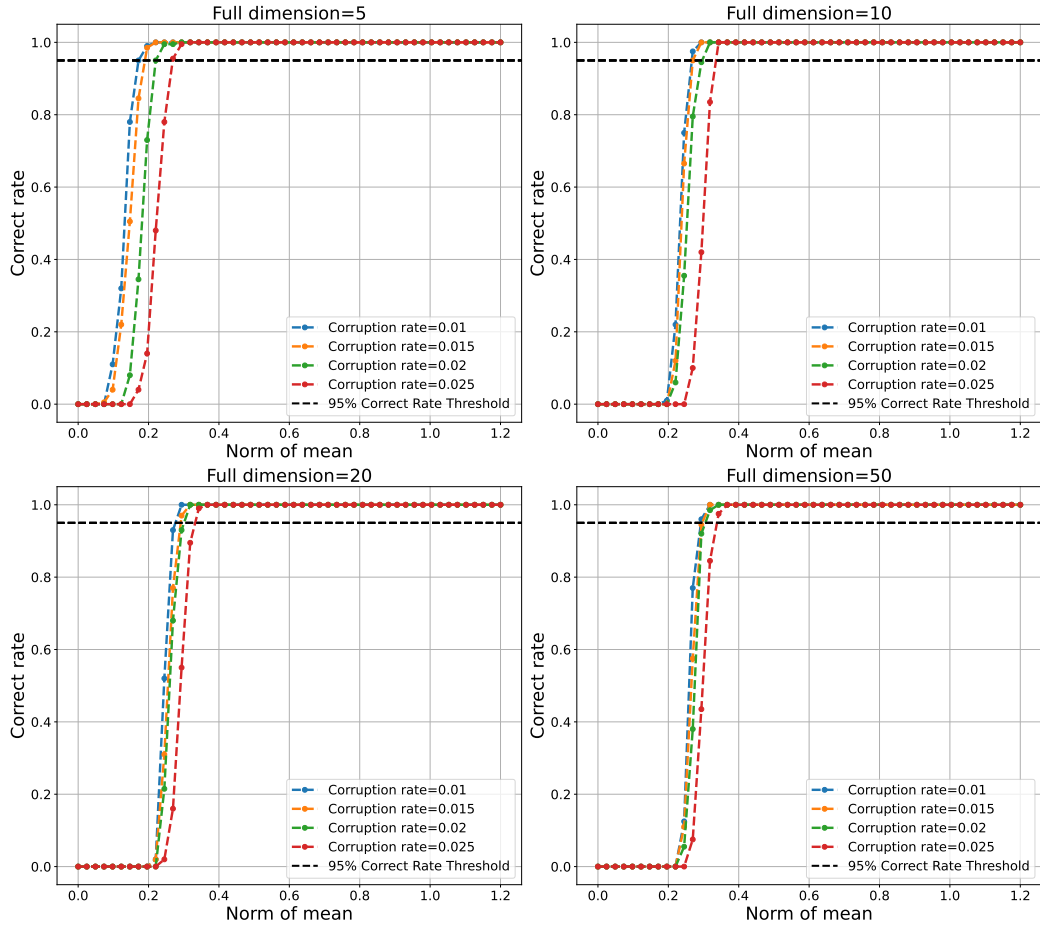 Full dimension=5
1.0
0.8
0.6
0.4
0.2
0.0
Correct rate
0.0 0.2 0.4 0.6 0.8 1.0 1.2
Norm of mean
Corruption rate=0.01
Corruption rate=0.015
Corruption rate=0.02
Corruption rate=0.025
95% Correct Rate Threshold
Full dimension=10
1.0
0.8
0.6
0.4
0.2
0.0
Correct rate
0.0 0.2 0.4 0.6 0.8 1.0 1.2
Norm of mean
Corruption rate=0.01
Corruption rate=0.015
Corruption rate=0.02
Corruption rate=0.025
95% Correct Rate Threshold
Full dimension=20
1.0
0.8
0.6
0.4
0.2
0.0
Correct rate
0.0 0.2 0.4 0.6 0.8 1.0 1.2
Norm of mean
Corruption rate=0.01
Corruption rate=0.015
Corruption rate=0.02
Corruption rate=0.025
95% Correct Rate Threshold
Full dimension=50
1.0
0.8
0.6
0.4
0.2
0.0
Correct rate
0.0 0.2 0.4 0.6 0.8 1.0 1.2
Norm of mean
Corruption rate=0.01
Corruption rate=0.015
Corruption rate=0.02
Corruption rate=0.025
95% Correct Rate Threshold